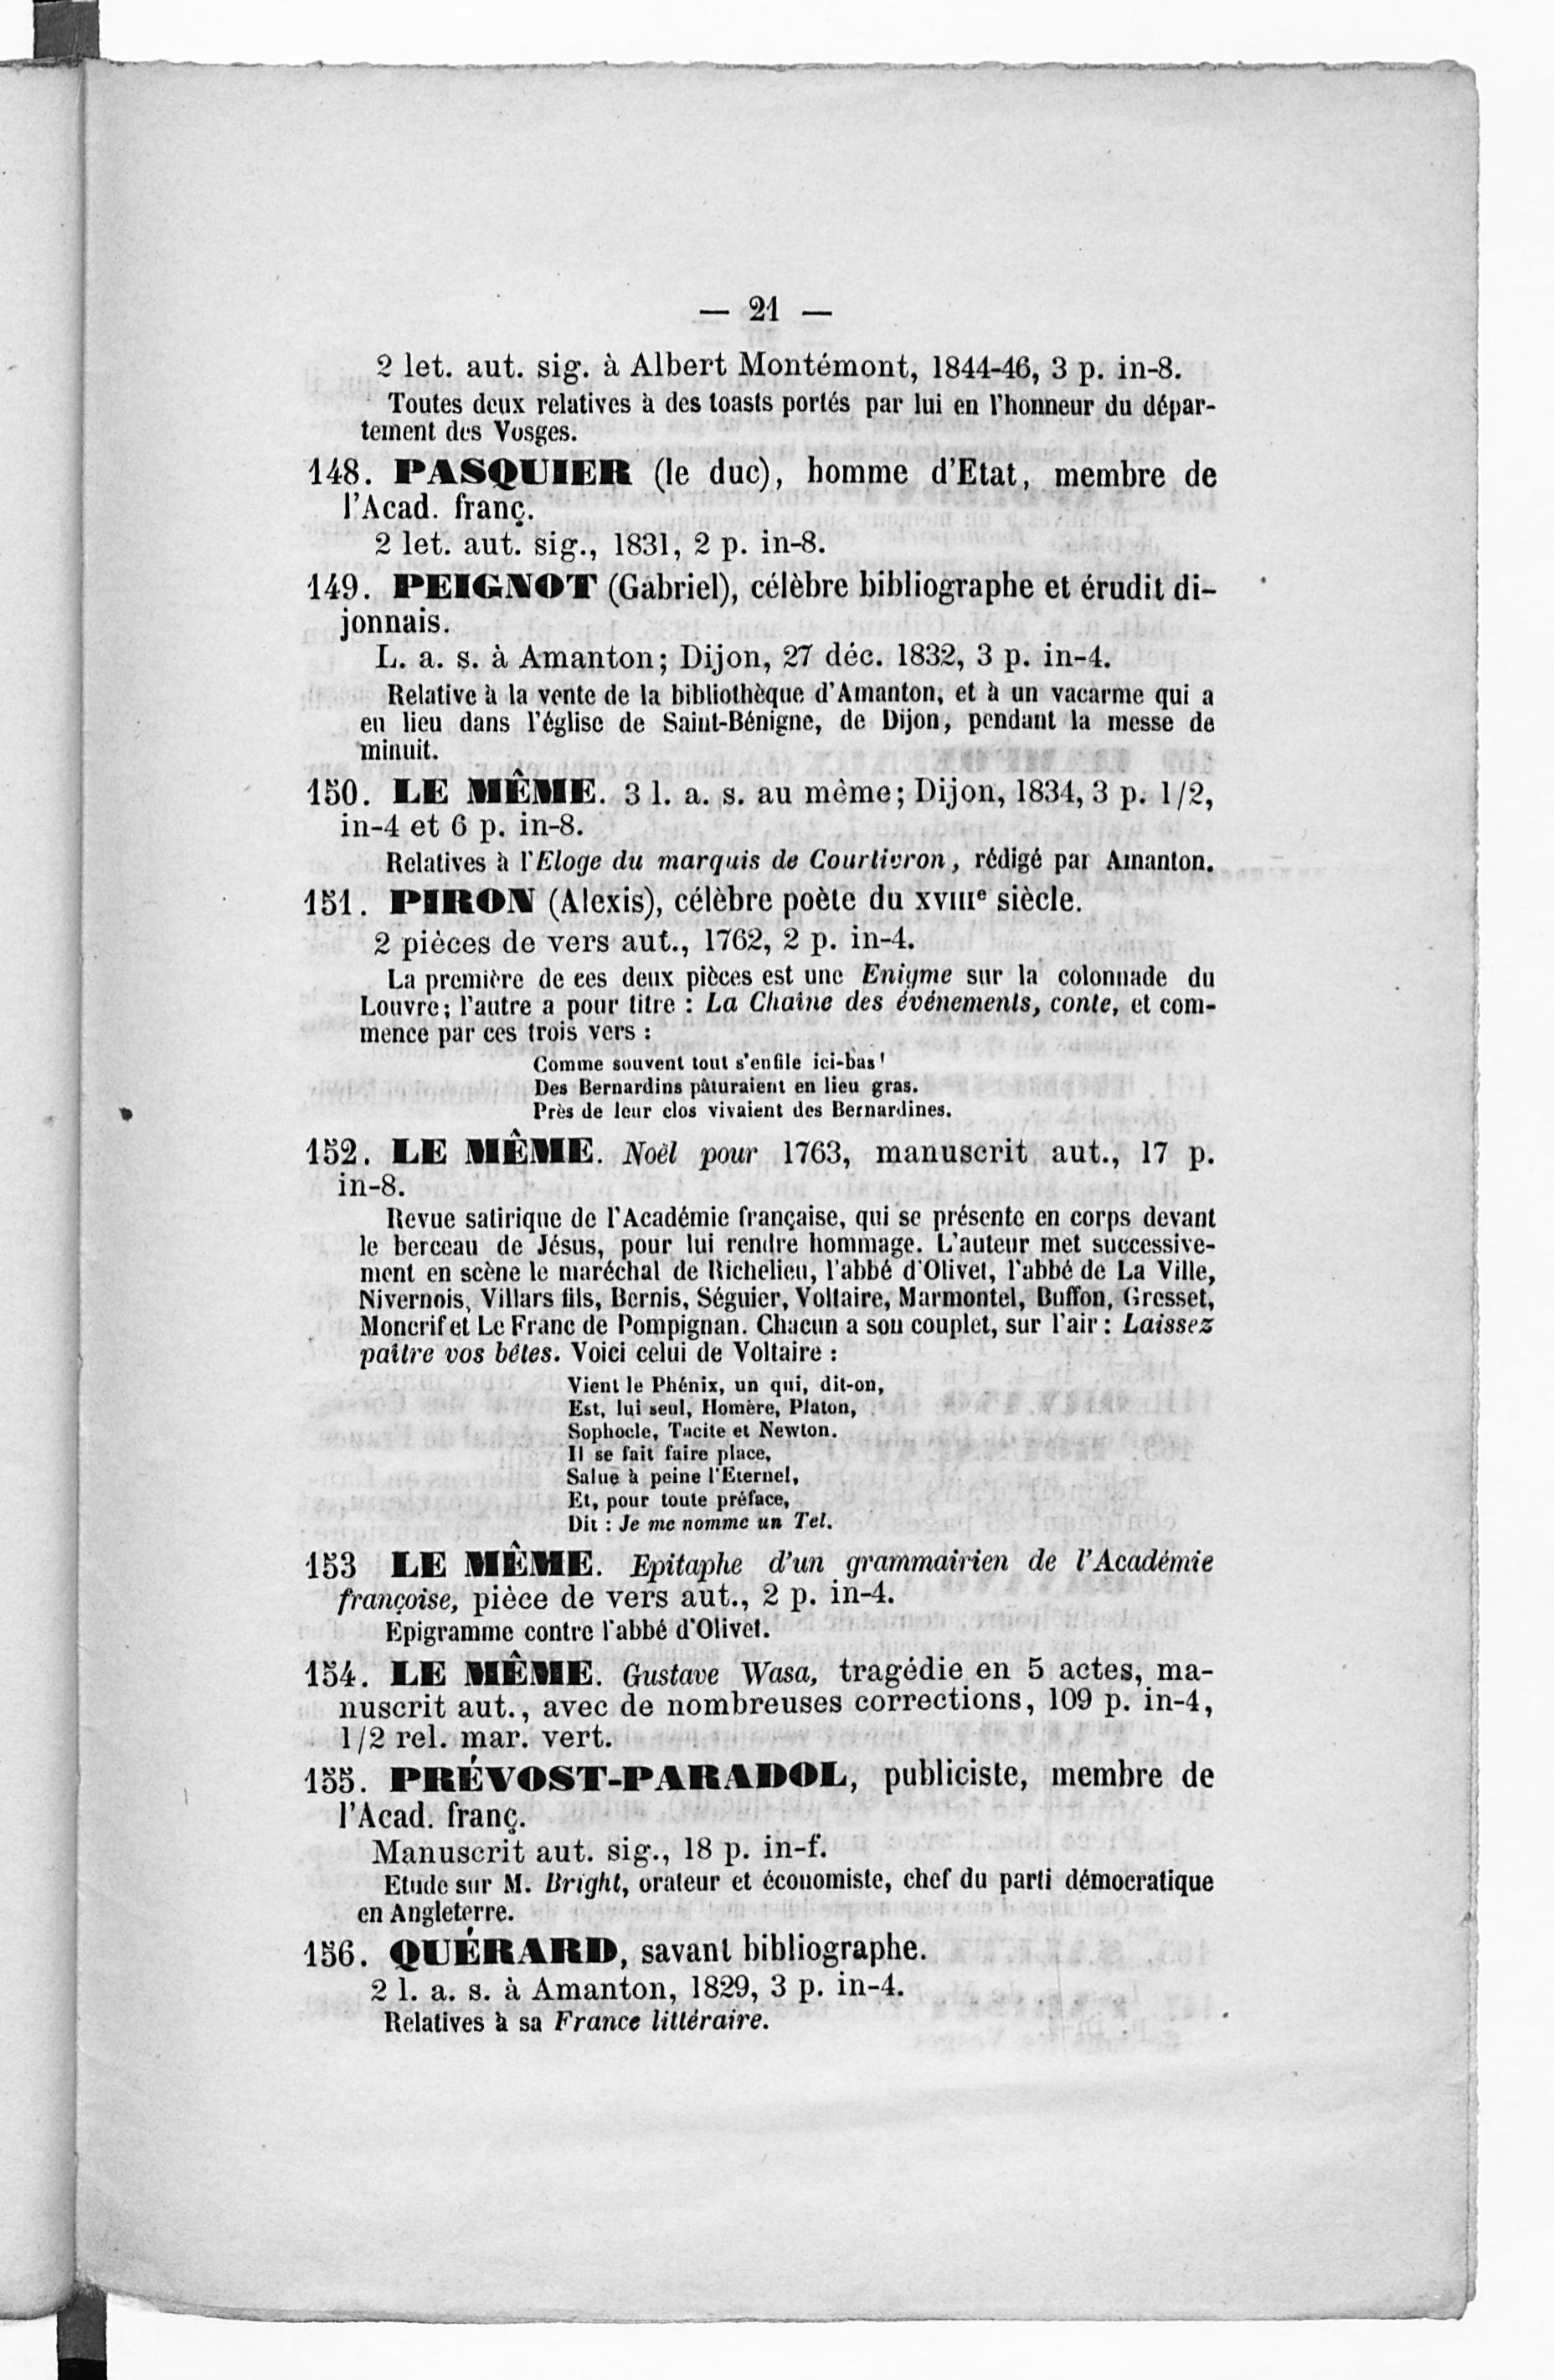 — 21 —
2 let. aut. sig. à Albert Montémont, 1844-46, 3 p. in-8.
Toutes deux relatives à des toasts portés par lui en l'honneur du dépar-
tement des Vosges.
148. PASQUIER (le duc), homme d'Etat, membre de
l'Acad. franç.
2 let. aut. sig., 1831, 2 p. in-8.
149. PEIGNOT (Gabriel), célèbre bibliographe et érudit di-
jonnais.
L. a. s. à Amanton; Dijon, 27 déc. 1832, 3 p. in-4.
Relative à la vente de la bibliothèque d'Amanton, et à un vacarme qui a
eu lieu dans l'église de Saint-Bénigne, de Dijon, pendant la messe de
minuit.
150. LE MÊME. 3 l. a. s. au même; Dijon, 1834, 3 p. 1/2,
in-4 et 6 p. in-8.
Relatives à l'Eloge du marquis de Courtivron, rédigé par Amanton.
151. PIRON (Alexis), célèbre poète du XVIIIe siècle.
2 pièces de vers aut., 1762, 2 p. in-4.
La première de ces deux pièces est une Enigme sur la colonnade du
Louvre; l'autre a pour titre : La Chaine des événements, conte, et com-
mence par ces trois vers :
Comme souvent tout s'enfile ici-bas!
Des Bernardins pâturaient en lieu gras.
Près de leur clos vivaient des Bernardines.
152. LE MÊME. Noël pour 1763, manuscrit aut., 17 p.
in-8.
Revue satirique de l'Académie française, qui se présente en corps devant
le berceau de Jésus, pour lui rendre hommage. L'auteur met successive-
ment en scène le maréchal de Richelieu, l'abbé d'Olivet, l'abbé de La Ville,
Nivernois, Villars fils, Bernis, Séguier, Voltaire, Marmontel, Buffon, Gresset,
Moncrif et Le Franc de Pompignan. Chacun a son couplet, sur l'air : Laissez
paître vos bêtes. Voici celui de Voltaire :
Vient le Phénix, un qui, dit-on,
Est, lui seul, Homère, Platon,
Sophocle, Tacite et Newton.
Il se fait faire place,
Salue à peine l'Eternel,
Et, pour toute préface,
Dit : Je me nomme un Tel.
153 LE MÊME. Epitaphe d'un grammairien de l'Académie
françoise, pièce de vers aut., 2 p. in-4.
Epigramme contre l'abbé d'Olivet.
154. LE MÊME. Gustave Wasa, tragédie en 5 actes, ma-
nuscrit aut., avec de nombreuses corrections, 109 p. in-4,
1/2 rel. mar. vert.
155. PRÉVOST-PARADOL, publiciste, membre de
l'Acad. franç.
Manuscrit aut. sig., 18 p. in-f.
Etude sur M. Bright, orateur et économiste, chef du parti démocratique
en Angleterre.
156. QUÉRARD, savant bibliographe.
2 l. a. s. à Amanton, 1829, 3 p. in-4.
Relatives à sa France littéraire.